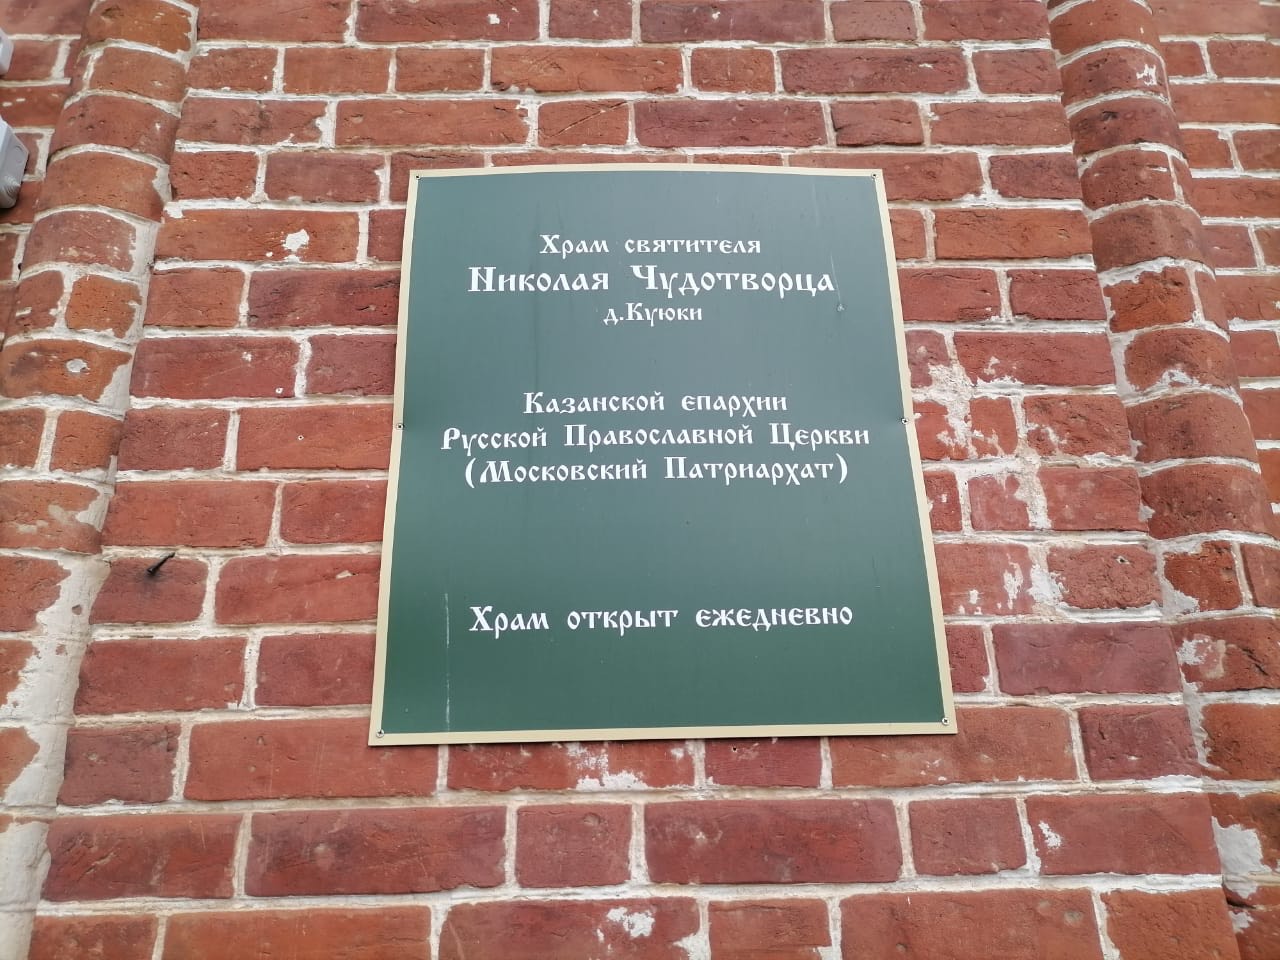 Храм святителя
Николая Чудотворца
д.Куюки
Казанской епархии
Русской Православной Церкви
(Московский Патриархат)
Храм открыт ежедневно